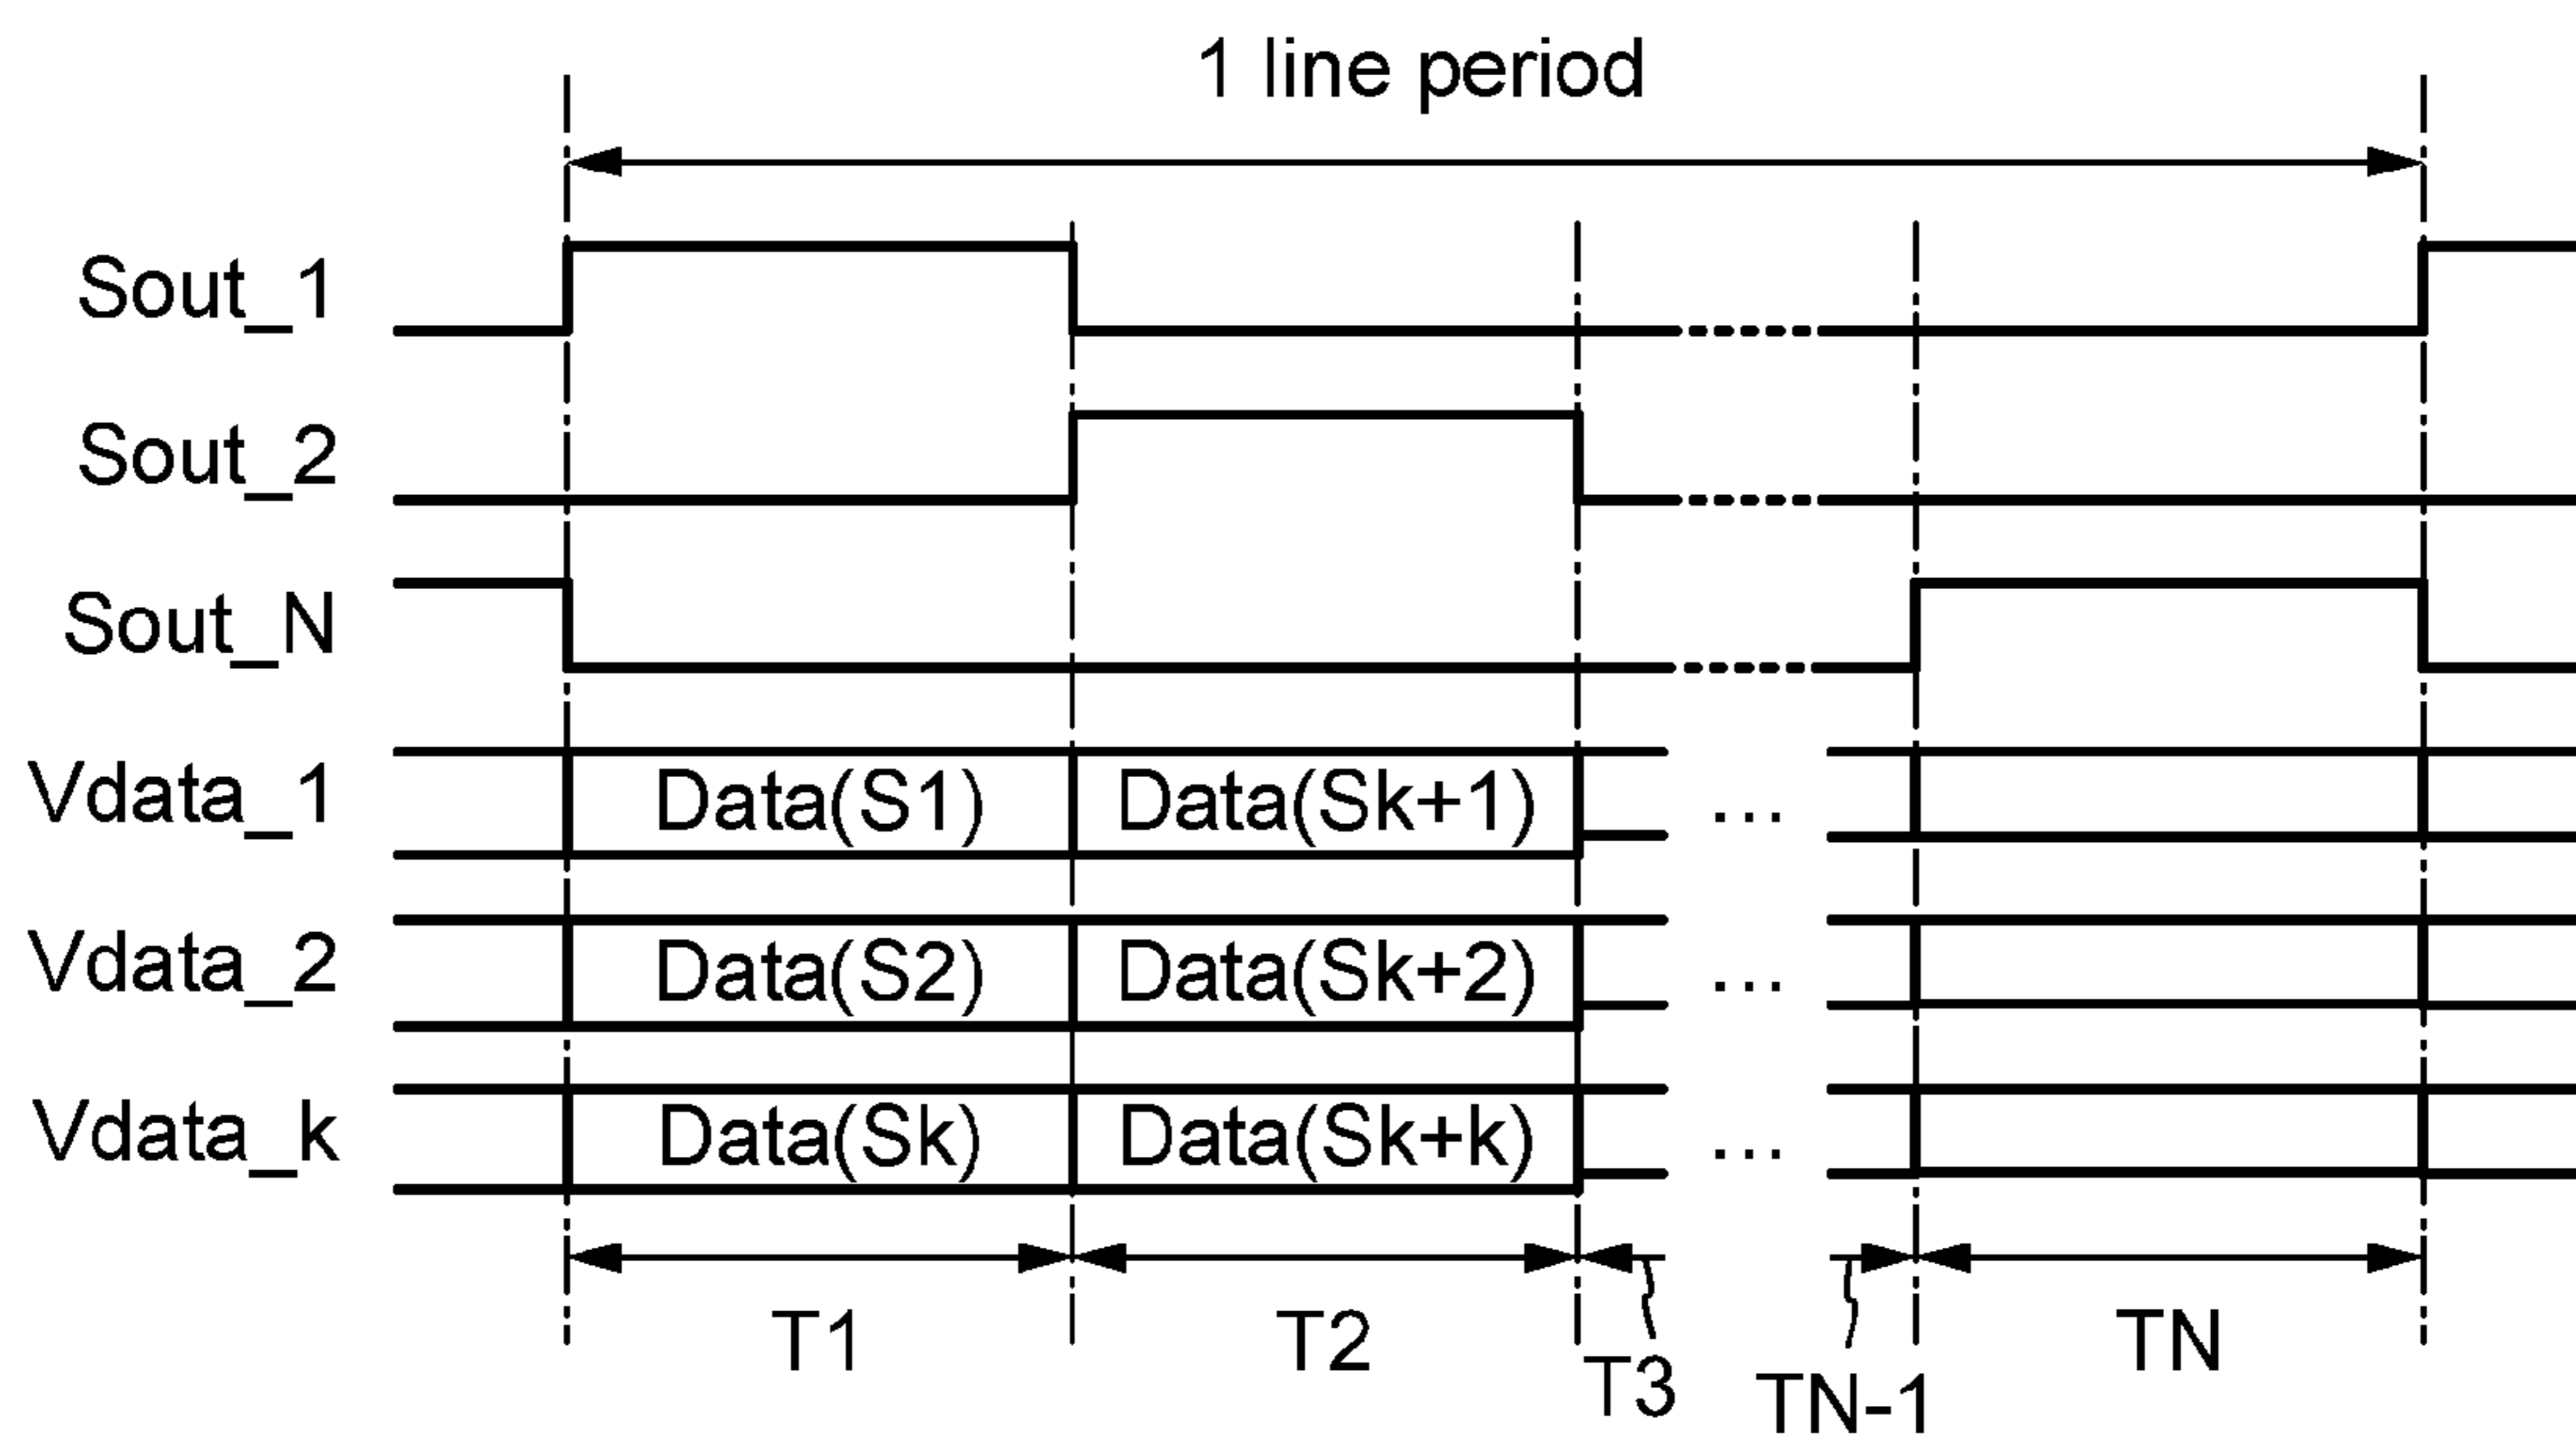 1 line period
Sout_1
Sout_2
Sout_N
Vdata_1 Data(S1) Data(Sk+1) ...
Vdata_2 Data(S2) Data(Sk+2) ...
Vdata_k Data(Sk) Data(Sk+k) ...
T1 T2 T3 TN-1 TN